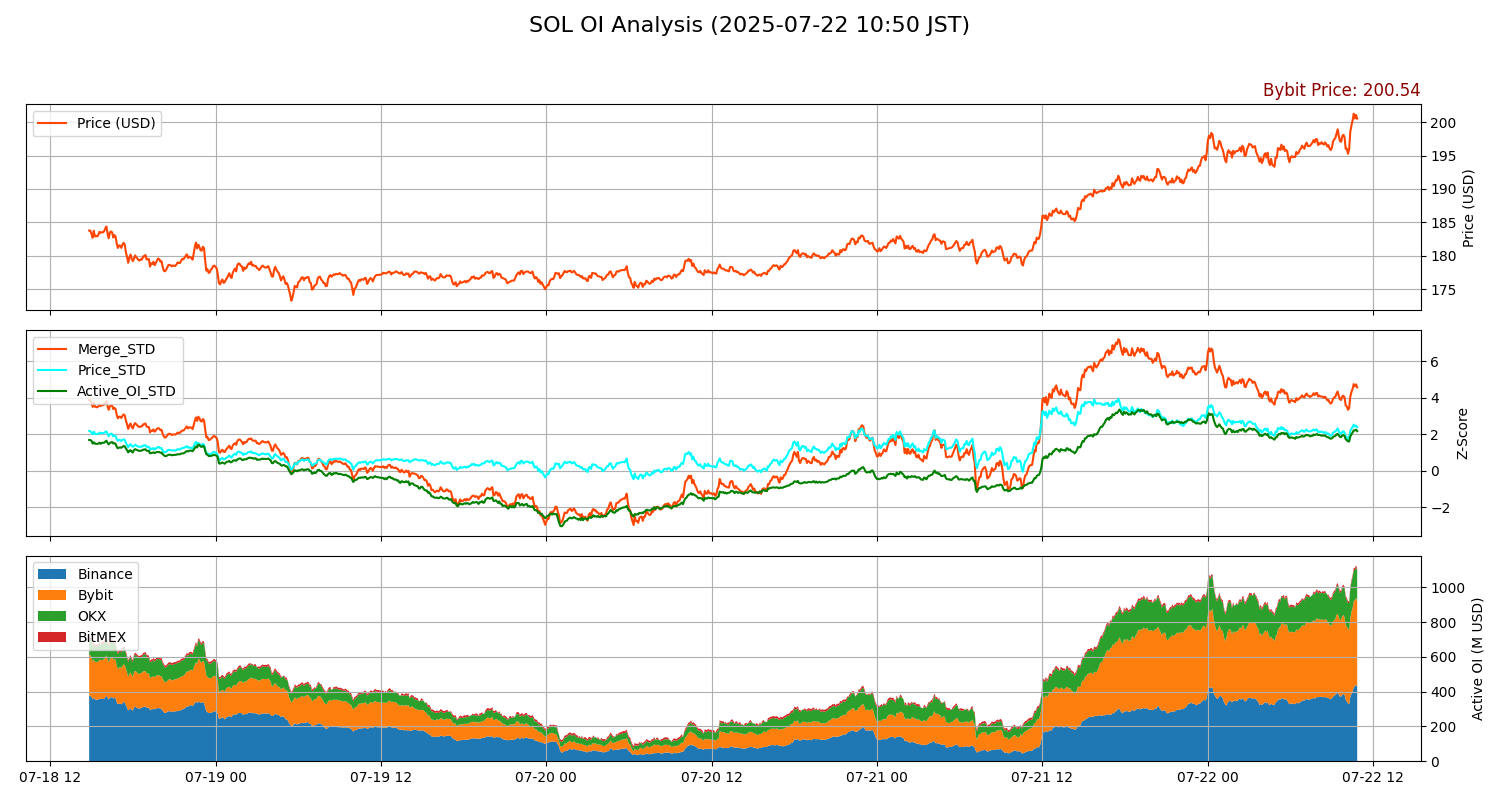 SOL OI Analysis (2025-07-22 10:50 JST)
Bybit Price: 200.54
Price (USD)
200
195
190
185
180
175
Price (USD)
Merge_STD
Price_STD
Active_OI_STD
6
4
2
0
−2
Z-Score
Binance
Bybit
OKX
BitMEX
1000
800
600
400
200
0
Active OI (M USD)
07-18 12
07-19 00
07-19 12
07-20 00
07-20 12
07-21 00
07-21 12
07-22 00
07-22 12